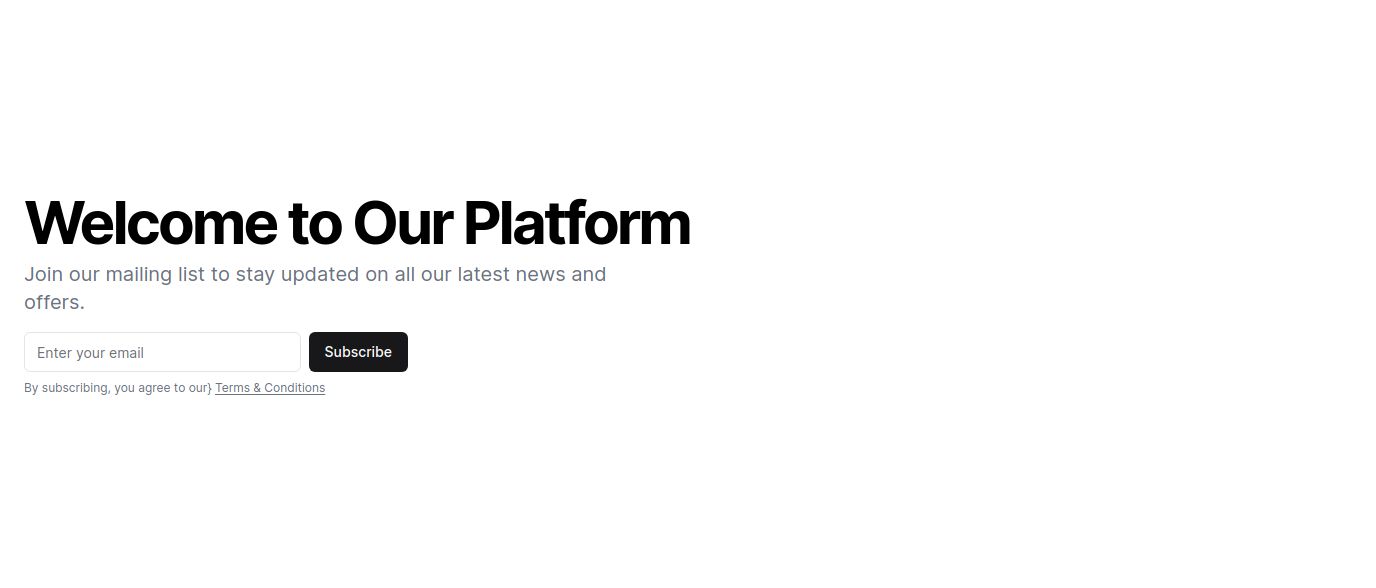 Welcome to Our Platform
Join our mailing list to stay updated on all our latest news and
offers.
Enter your email
Subscribe
By subscribing, you agree to our} Terms & Conditions